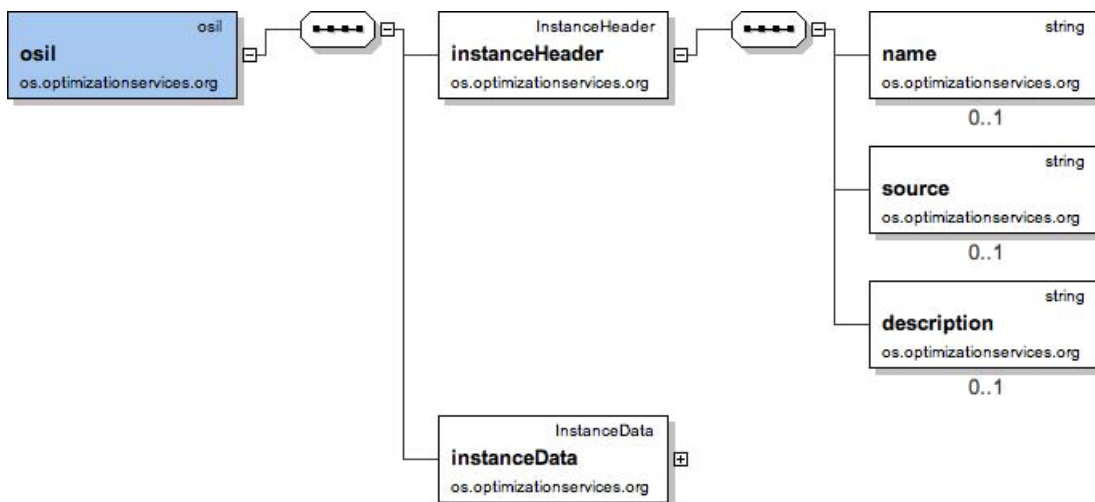 osil
osil
os.optimizationservices.org
InstanceHeader
instanceHeader
os.optimizationservices.org
string
name
os.optimizationservices.org
0..1
string
source
os.optimizationservices.org
0..1
string
description
os.optimizationservices.org
0..1
InstanceData
instanceData
os.optimizationservices.org